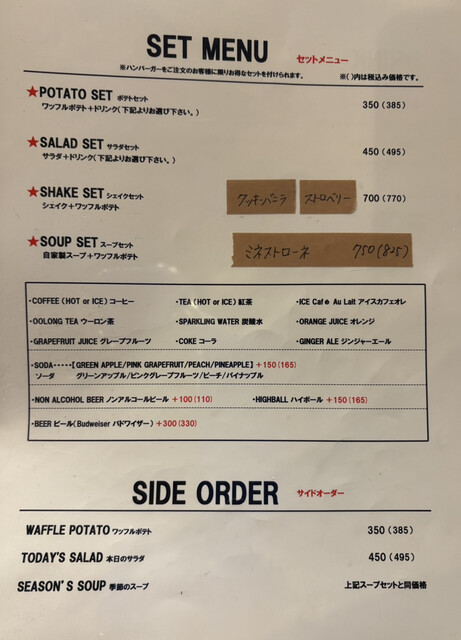 SET MENU セットメニュー
※ハンバーガーをご注文のお客様に限りお得なセットを付けられます。
※( )内は税込み価格です。
★POTATO SET ポテトセット
ワッフルポテト+ドリンク(下記よりお選び下さい。)
350(385)
★SALAD SET サラダセット
サラダ+ドリンク(下記よりお選び下さい。)
450(495)
★SHAKE SET シェイクセット
シェイク+ワッフルポテト
クッキーバニラ ストロベリー 700(770)
★SOUP SET スープセット
自家製スープ+ワッフルポテト
ミネストローネ 750(825)
・COFFEE (HOT or ICE) コーヒー ・TEA (HOT or ICE) 紅茶 ・ICE Cafe Au Lait アイスカフェオレ
・OOLONG TEA ウーロン茶 ・SPARKLING WATER 炭酸水 ・ORANGE JUICE オレンジ
・GRAPEFRUIT JUICE グレープフルーツ ・COKE コーラ ・GINGER ALE ジンジャーエール
・SODA・・・・・【GREEN APPLE/PINK GRAPEFRUIT/PEACH/PINEAPPLE】+150(165)
ソーダ グリーンアップル/ピンクグレープフルーツ/ピーチ/パイナップル
・NON ALCOHOL BEER ノンアルコールビール +100(110) ・HIGHBALL ハイボール +150(165)
・BEER ビール(Budweiser バドワイザー) +300(330)
SIDE ORDER サイドオーダー
WAFFLE POTATO ワッフルポテト 350(385)
TODAY'S SALAD 本日のサラダ 450(495)
SEASON'S SOUP 季節のスープ 上記スープセットと同価格